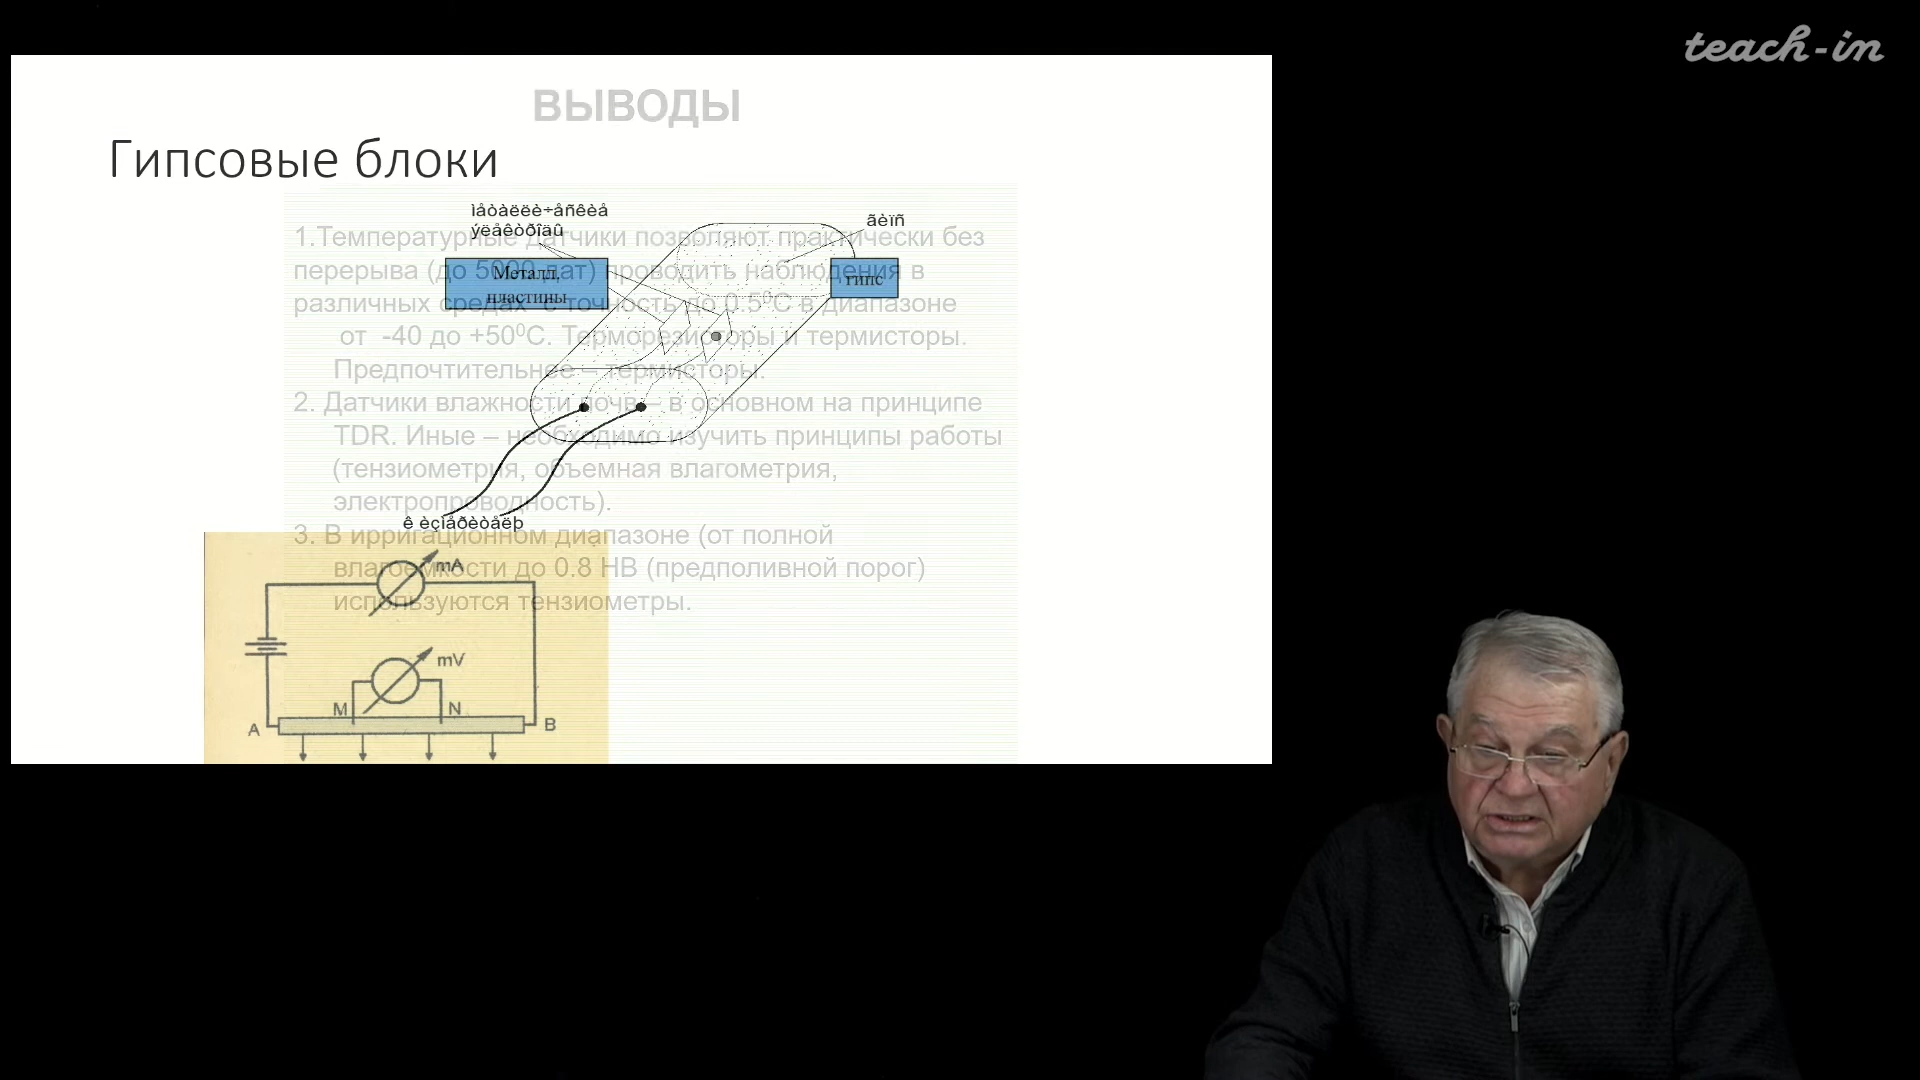 teach-in
ВЫВОДЫ
Гипсовые блоки
ìåòàëëè÷åñêèå
ýëåêòðîäû
ãèïñ
1.Температурные датчики позволяют практически без
перерыва (до 5000 дат) проводить наблюдения в
различных средах с точность до 0.5⁰С в диапазоне
от -40 до +50⁰С. Терморезисторы и термисторы.
Предпочтительнее – термисторы.
Металл.
пластины
гипс
2. Датчики влажности почв – в основном на принципе
TDR. Иные – необходимо изучить принципы работы
(тензиометрия, объемная влагометрия,
электропроводность).
ê èçìåðèòåëþ
3. В ирригационном диапазоне (от полной
влагоемкости до 0.8 НВ (предполивной порог)
используются тензиометры.
mA
mV
M
N
A
B